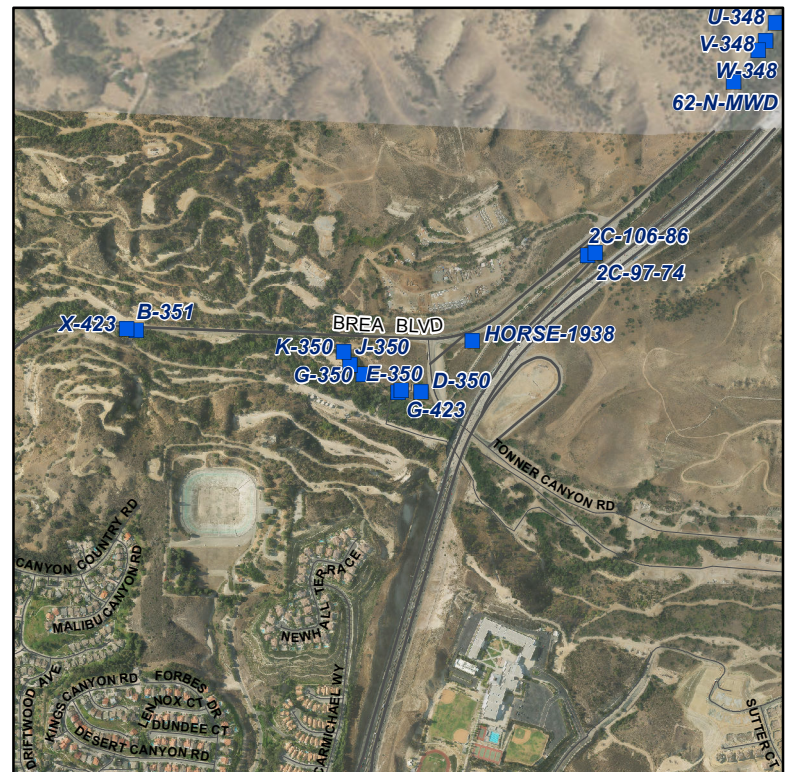 U-348
V-348
W-348
62-N-MWD
2C-106-86
2C-97-74
X-423
B-351
BREA BLVD
HORSE-1938
K-350
J-350
G-350
E-350
D-350
G-423
TONNER CANYON RD
CANYON COUNTRY RD
MALIBU CANYON RD
NEWHALL TERRACE
DRIFTWOOD AVE
KINGS CANYON RD
FORBES DR
LENNOX CT
DUNDEE CT
DESERT CANYON RD
CARMICHAEL WY
SUTTER CT